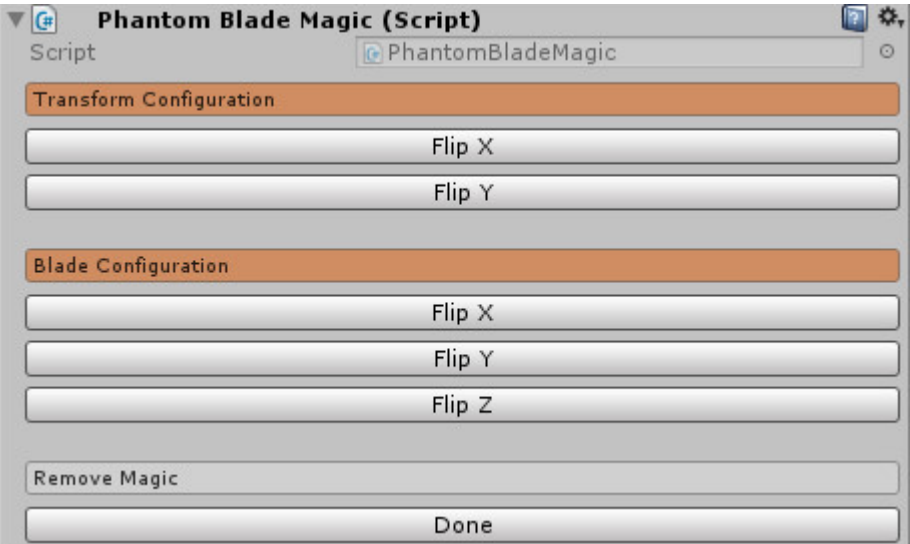 Phantom Blade Magic (Script)
Script PhantomBladeMagic
Transform Configuration
Flip X
Flip Y
Blade Configuration
Flip X
Flip Y
Flip Z
Remove Magic
Done